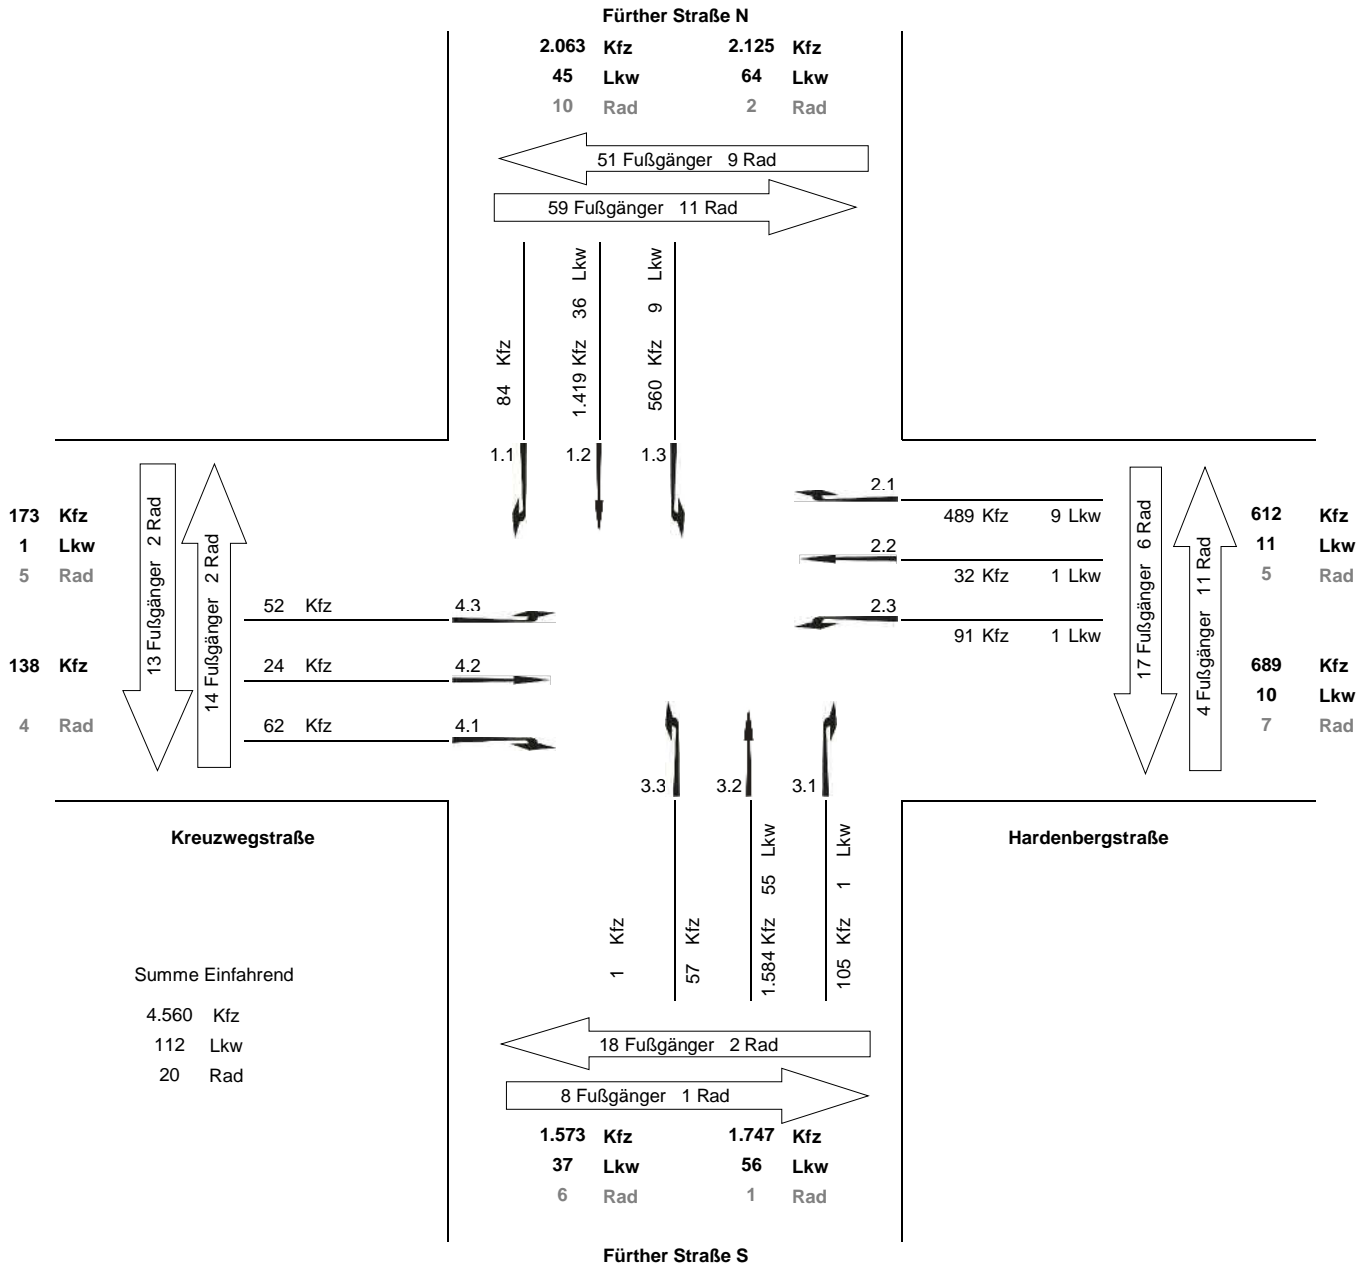 Fürther Straße N
2.063 Kfz 2.125 Kfz
45 Lkw 64 Lkw
10 Rad 2 Rad
51 Fußgänger 9 Rad
59 Fußgänger 11 Rad
84 Kfz
1.419 Kfz 36 Lkw
560 Kfz 9 Lkw
1.1 1.2 1.3
173 Kfz
1 Lkw
5 Rad
138 Kfz
4 Rad
13 Fußgänger 2 Rad
14 Fußgänger 2 Rad
52 Kfz 4.3
24 Kfz 4.2
62 Kfz 4.1
2.1
489 Kfz 9 Lkw
2.2
32 Kfz 1 Lkw
2.3
91 Kfz 1 Lkw
17 Fußgänger 6 Rad
4 Fußgänger 11 Rad
612 Kfz
11 Lkw
5 Rad
689 Kfz
10 Lkw
7 Rad
3.3 3.2 3.1
Kreuzwegstraße
Hardenbergstraße
1 Kfz
57 Kfz
1.584 Kfz 55 Lkw
105 Kfz 1 Lkw
Summe Einfahrend
4.560 Kfz
112 Lkw
20 Rad
18 Fußgänger 2 Rad
8 Fußgänger 1 Rad
1.573 Kfz 1.747 Kfz
37 Lkw 56 Lkw
6 Rad 1 Rad
Fürther Straße S